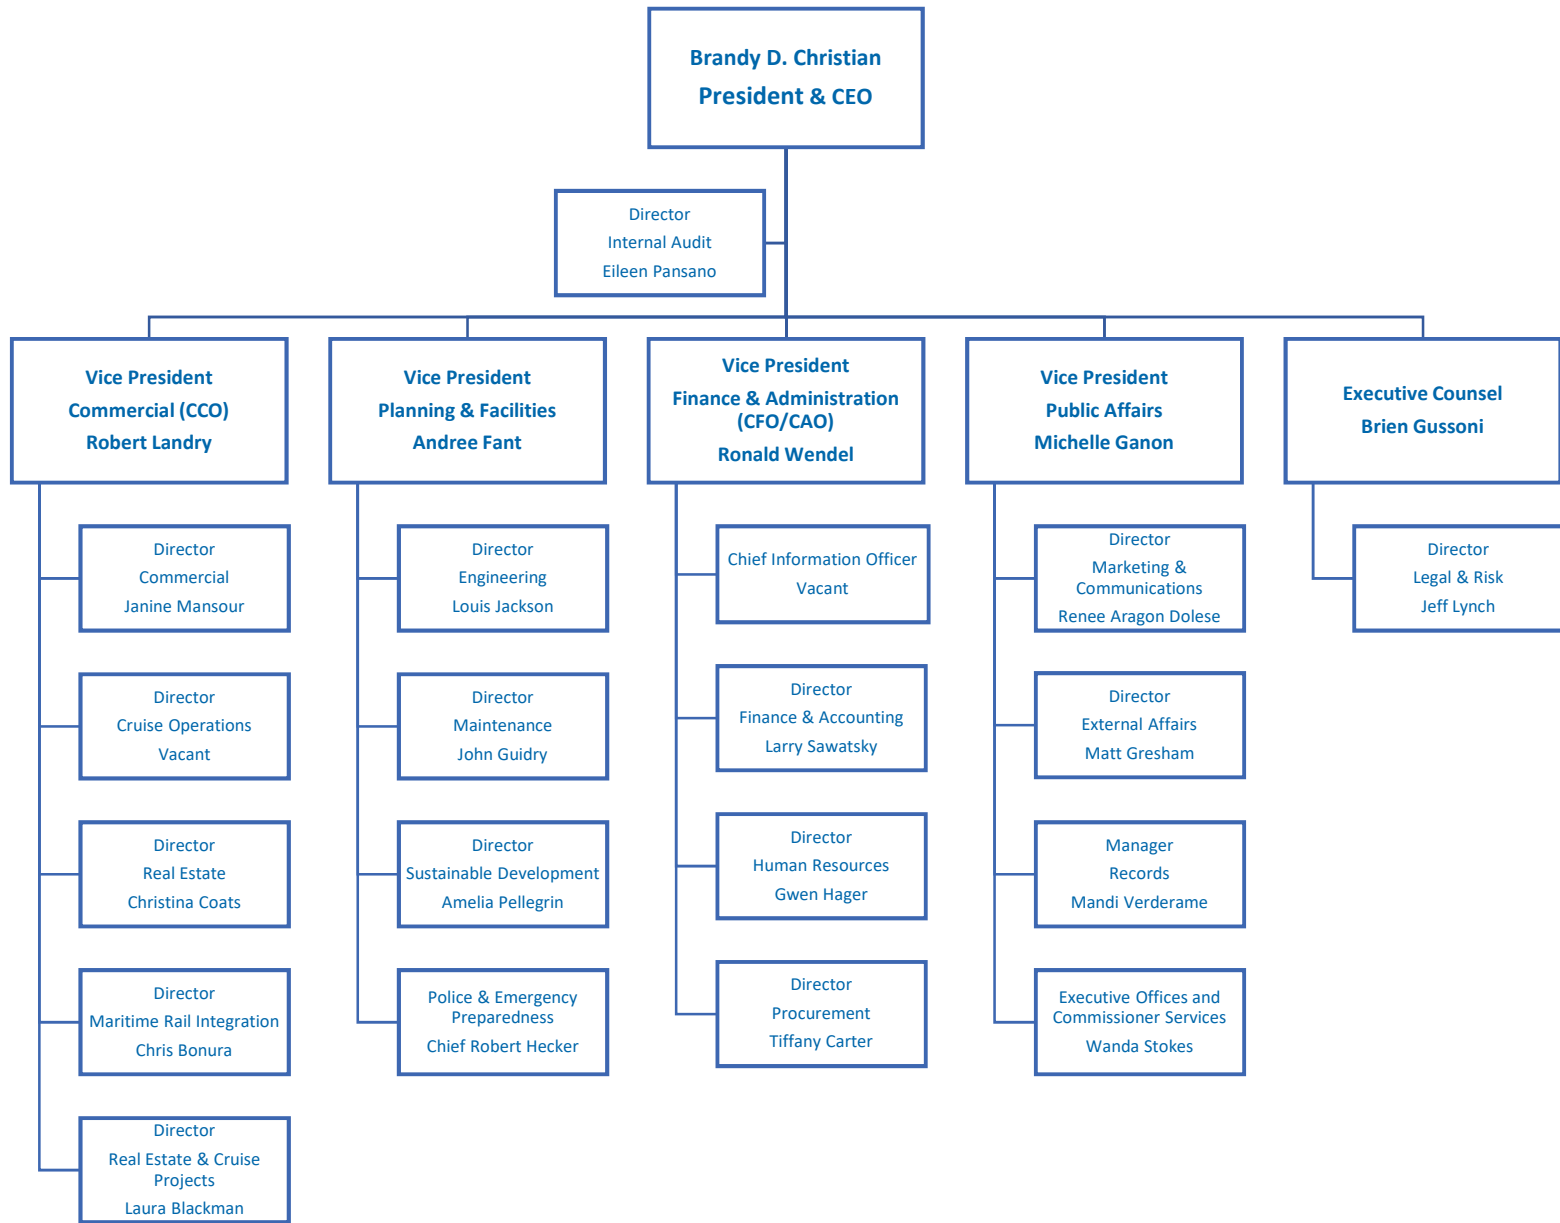 Brandy D. Christian
President & CEO
Director
Internal Audit
Eileen Pansano
Vice President
Commercial (CCO)
Robert Landry
Vice President
Planning & Facilities
Andree Fant
Vice President
Finance & Administration
(CFO/CAO)
Ronald Wendel
Vice President
Public Affairs
Michelle Ganon
Executive Counsel
Brien Gussoni
Director
Commercial
Janine Mansour
Director
Cruise Operations
Vacant
Director
Real Estate
Christina Coats
Director
Maritime Rail Integration
Chris Bonura
Director
Real Estate & Cruise
Projects
Laura Blackman
Director
Engineering
Louis Jackson
Director
Maintenance
John Guidry
Director
Sustainable Development
Amelia Pellegrin
Police & Emergency
Preparedness
Chief Robert Hecker
Chief Information Officer
Vacant
Director
Finance & Accounting
Larry Sawatsky
Director
Human Resources
Gwen Hager
Director
Procurement
Tiffany Carter
Director
Marketing &
Communications
Renee Aragon Dolese
Director
External Affairs
Matt Gresham
Manager
Records
Mandi Verderame
Executive Offices and
Commissioner Services
Wanda Stokes
Director
Legal & Risk
Jeff Lynch